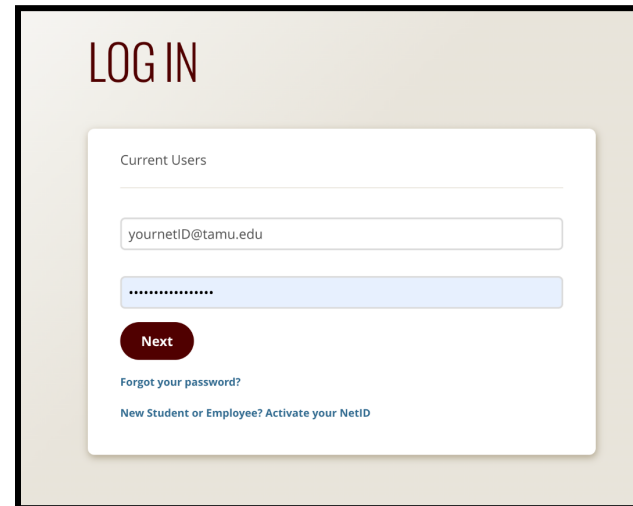 LOG IN
Current Users
yournetID@tamu.edu
•••••••••••••••••
Next
Forgot your password?
New Student or Employee? Activate your NetID